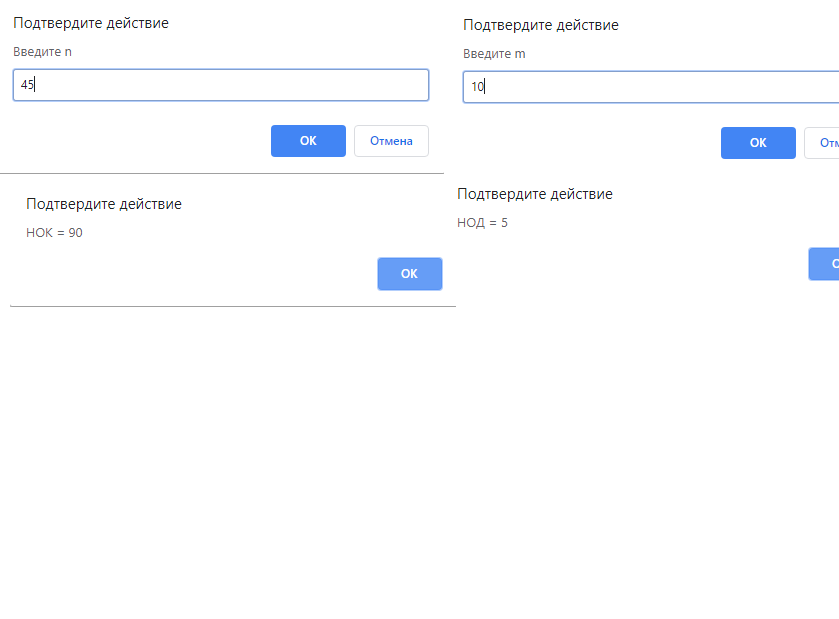 Подтвердите действие
Введите n
45
OK
Отмена
Подтвердите действие
Введите m
10
OK
Подтвердите действие
НОК = 90
OK
Подтвердите действие
НОД = 5